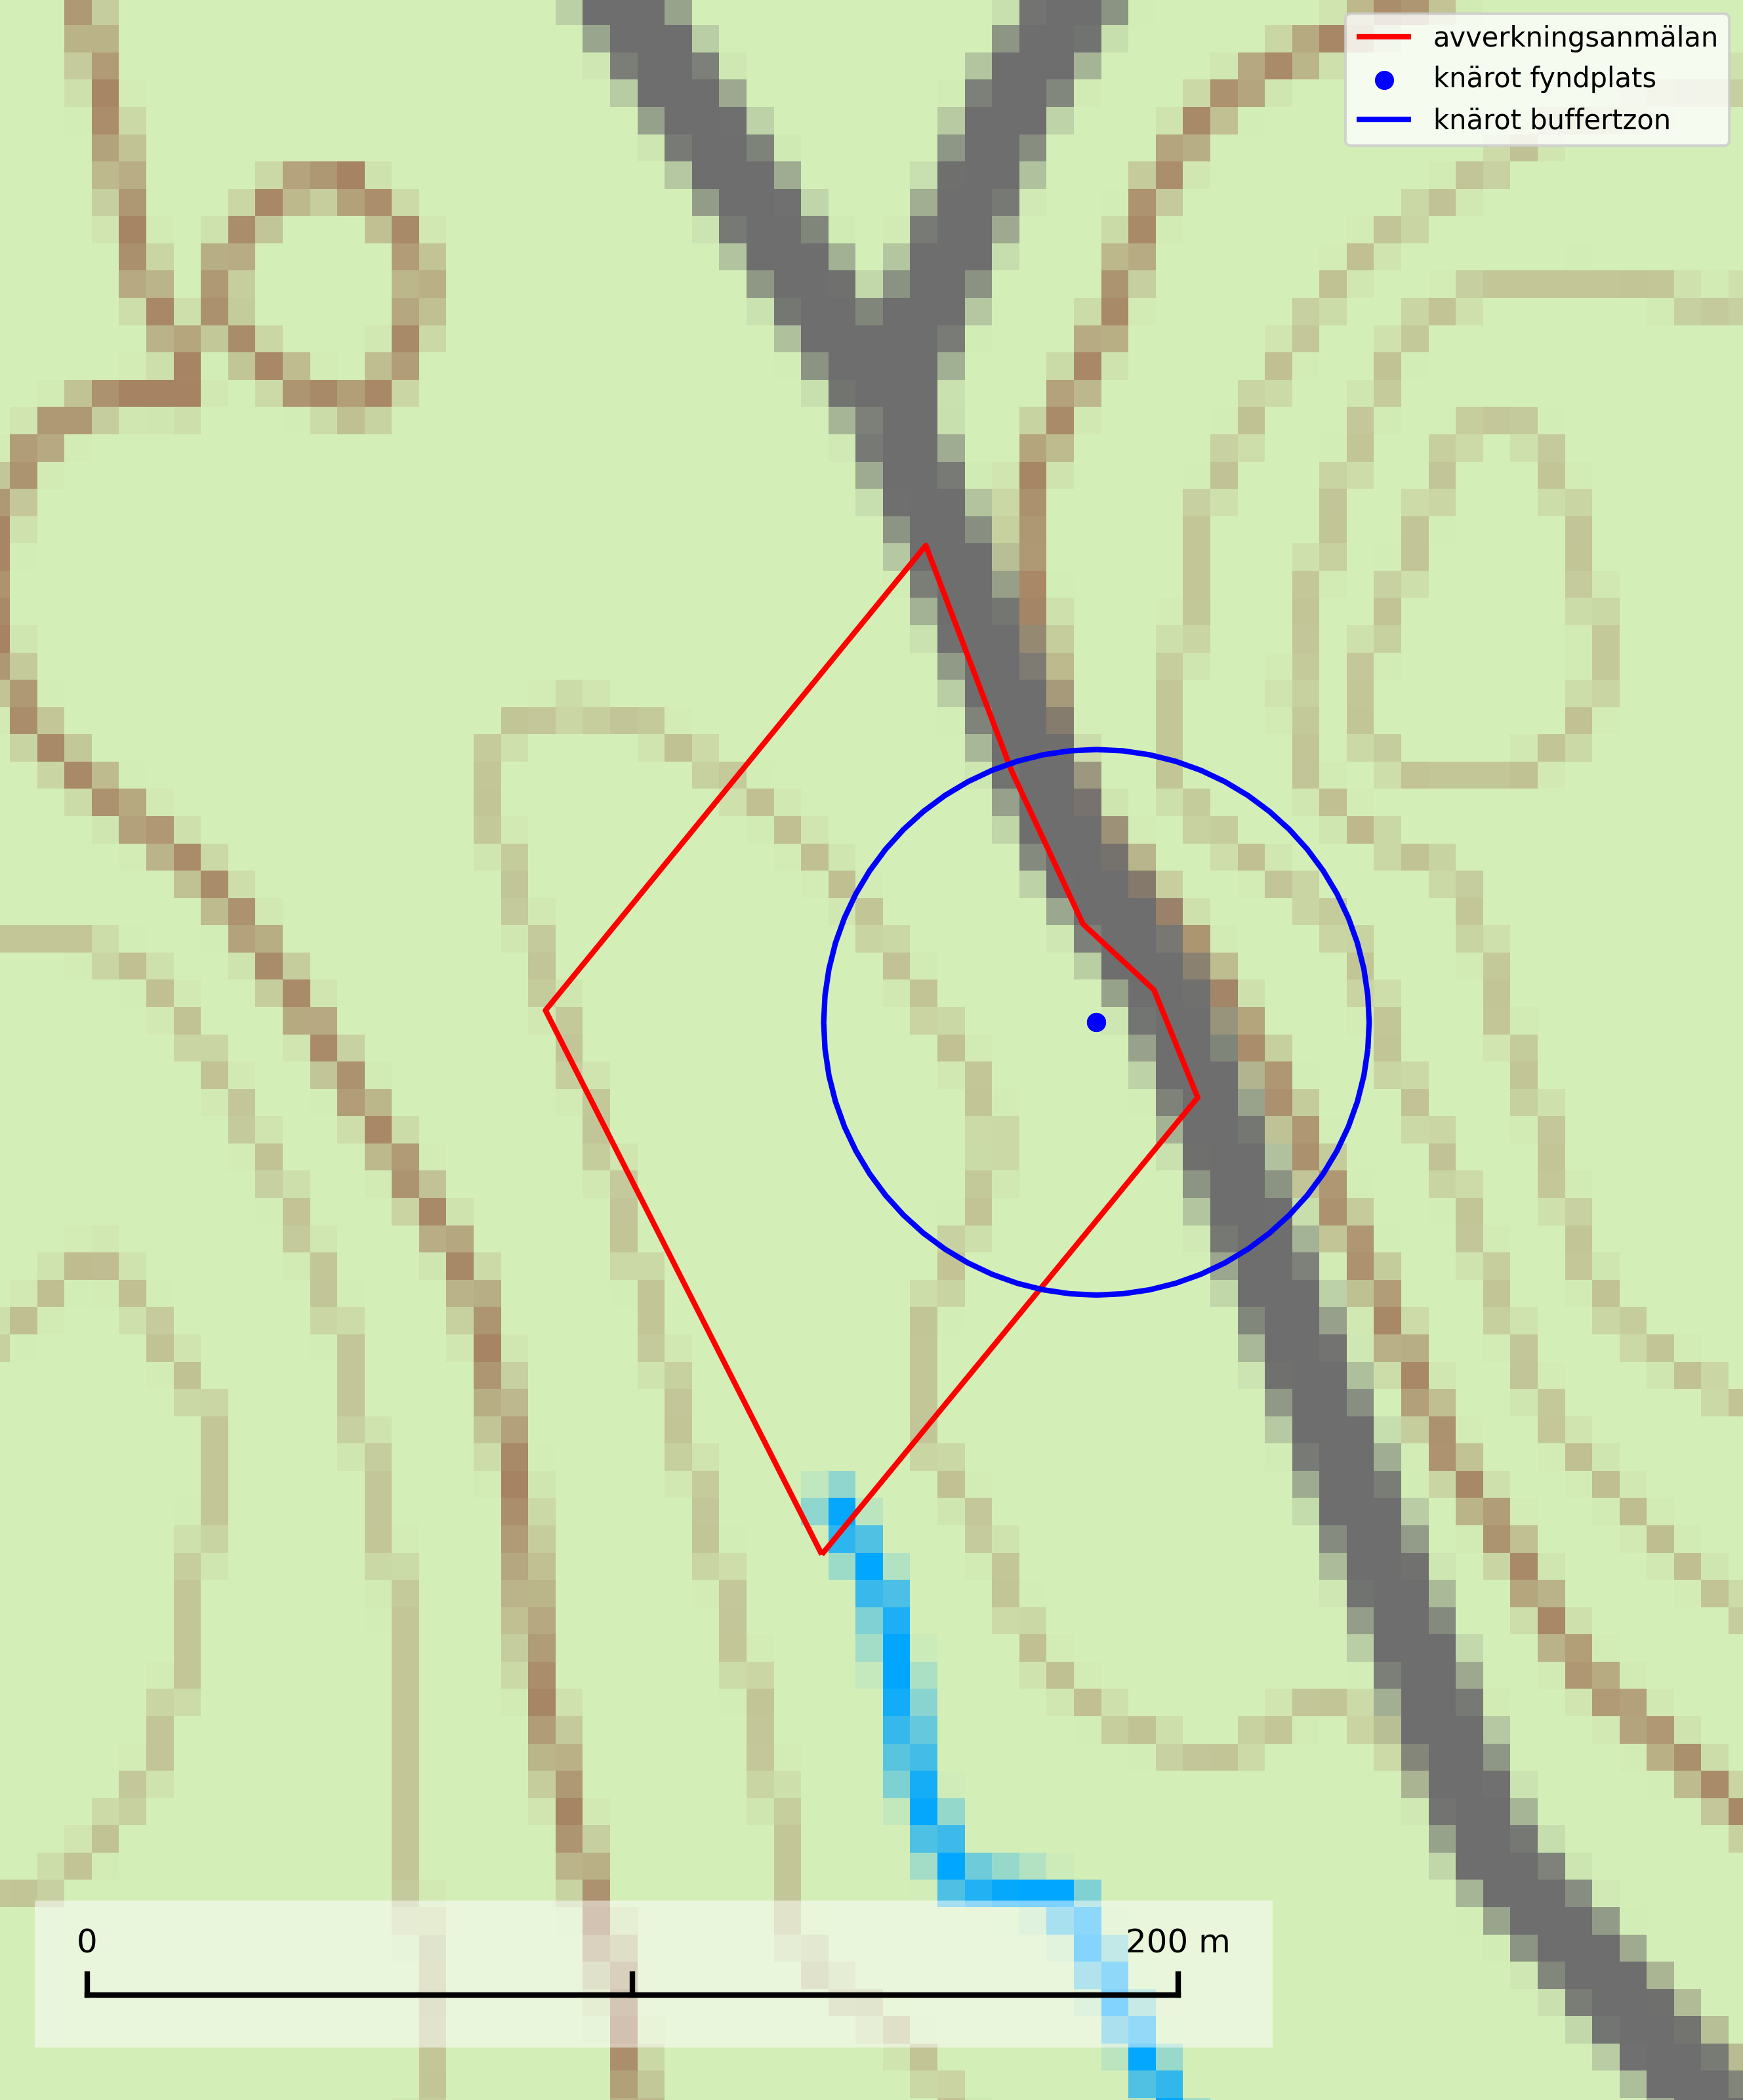 avverkningsanmälan
knärot fyndplats
knärot buffertzon
0 200 m